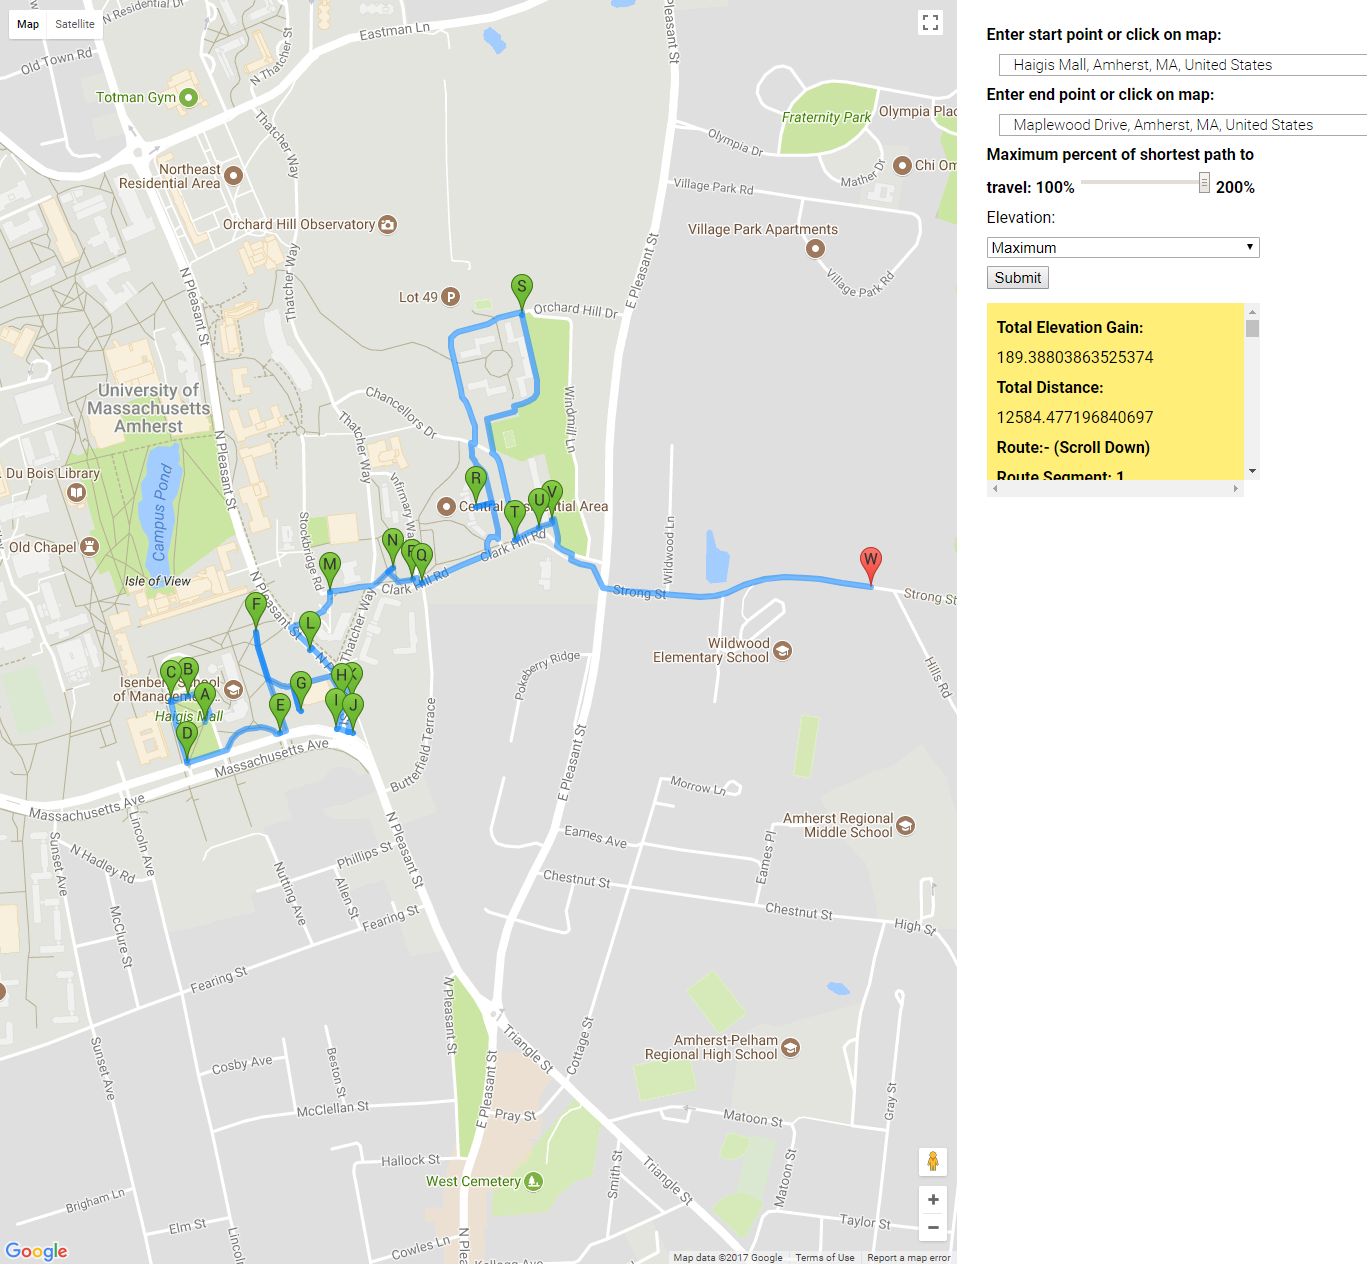 Map
Satellite
N Residential Dr
Old Town Rd
Eastman Ln
N Thatcher St
E Pleasant St
Totman Gym
Thatcher Way
Northeast
Residential Area
Orchard Hill Observatory
Fraternity Park
Olympia Plac
Olympia Dr
Chi Om
Mather Dr
Village Park Rd
Village Park Apartments
Village Park Rd
N Pleasant St
Thatcher Way
E Pleasant St
Lot 49
P
S
Orchard Hill Dr
University of
Massachusetts
Amherst
Chancellors Dr
Thatcher Way
Windmill Ln
N Pleasant St
Du Bois Library
Campus Pond
Infirmary Wa
R
Central Residential Area
T
U
V
Old Chapel
Stockbridge Rd
Isle of View
N
Q
M
Clark Hill Rd
Clark Hill Rd
Wildwood Ln
W
Strong St
Strong St
N Pleasant St
F
L
Thatcher Way
Wildwood
Elementary School
Hills Rd
Pokeberry Ridge
C
B
A
Isenberg School
of Management
Haigis Mall
G
H
I
J
E
D
Massachusetts Ave
Massachusetts Ave
Butterfield Terrace
E Pleasant St
Morrow Ln
Amherst Regional
Middle School
Eames Ave
Eames Pl
Sunset Ave
N Hadley Rd
Lincoln Ave
Phillips St
N Pleasant St
Nutting Ave
Allen St
Fearing St
McClure St
Chestnut St
Chestnut St
High St
Fearing St
N Pleasant St
Triangle St
Cottage St
Amherst-Pelham
Regional High School
Sunset Ave
Cosby Ave
Beston St
McClellan St
E Pleasant St
Pray St
Matoon St
Gray St
Hallock St
West Cemetery
Smith St
Triangle St
Matoon St
Brigham Ln
Elm St
Lincoln
Cowles Ln
N Plea
Kellogg Ave
Taylor St
Google
Map data ©2017 Google
Terms of Use
Report a map error
Enter start point or click on map:
Haigis Mall, Amherst, MA, United States
Enter end point or click on map:
Maplewood Drive, Amherst, MA, United States
Maximum percent of shortest path to
travel: 100% 200%
Elevation:
Maximum
Submit
Total Elevation Gain:
189.38803863525374
Total Distance:
12584.477196840697
Route:- (Scroll Down)
Route Segment: 1